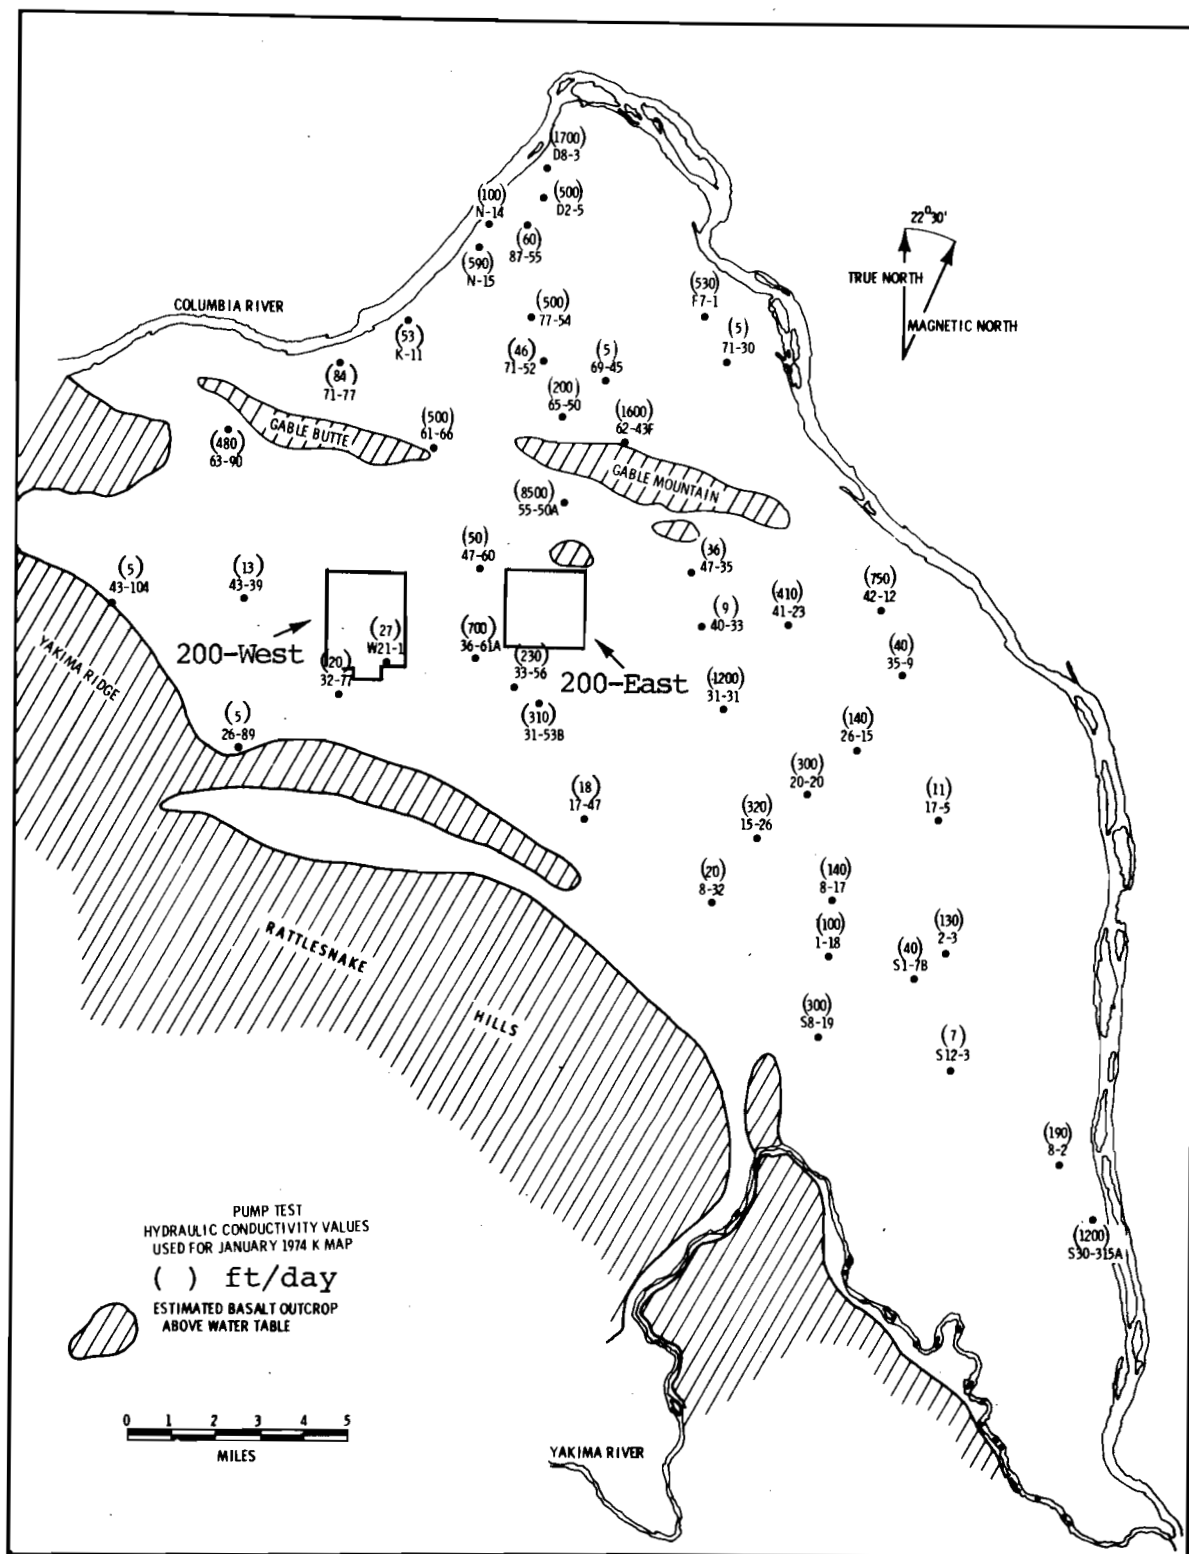 (1700)
D8-3
(100)
N-14
(500)
D2-5
(60)
87-55
(590)
N-15
22°30'
TRUE NORTH
MAGNETIC NORTH
COLUMBIA RIVER
(53)
K-11
(500)
77-54
(530)
F7-1
(5)
71-30
(84)
71-77
(46)
71-52
(5)
69-45
(200)
65-50
GABLE BUTTE
(480)
63-90
(500)
61-66
(1600)
62-43F
GABLE MOUNTAIN
(8500)
55-50A
(50)
47-60
(36)
47-35
(5)
43-104
(13)
43-39
(750)
42-12
(410)
41-23
(9)
40-33
200-West
(27)
W21-1
(700)
36-61A
(40)
35-9
YAKIMA RIDGE
(20)
32-77
(230)
33-56
200-East
(1200)
31-31
(5)
26-89
(310)
31-53B
(140)
26-15
(300)
20-20
(18)
17-47
(320)
15-26
(11)
17-5
(20)
8-32
(140)
8-17
RATTLESNAKE
HILLS
(100)
1-18
(130)
2-3
(40)
S1-7B
(300)
S8-19
(7)
S12-3
(190)
8-2
(1200)
S30-315A
PUMP TEST
HYDRAULIC CONDUCTIVITY VALUES
USED FOR JANUARY 1974 K MAP
( ) ft/day
ESTIMATED BASALT OUTCROP
ABOVE WATER TABLE
0 1 2 3 4 5
MILES
YAKIMA RIVER